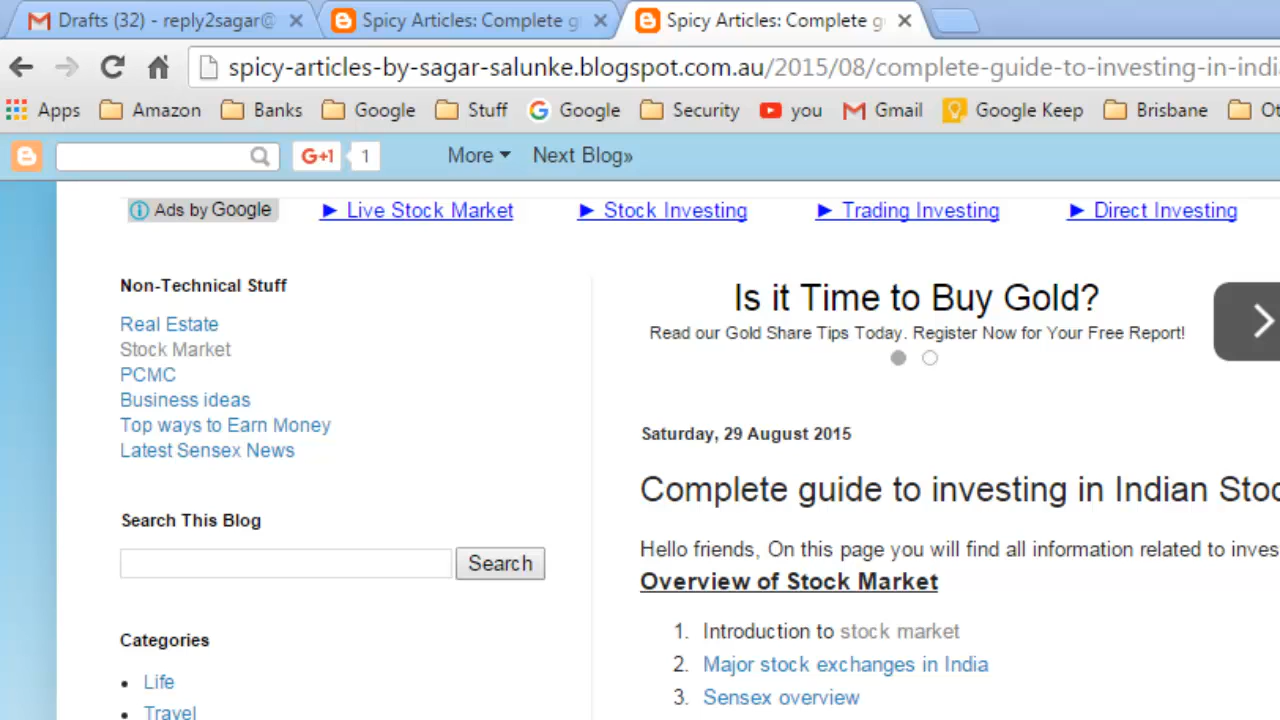 Drafts (32) - reply2sagar@
Spicy Articles: Complete g
Spicy Articles: Complete g
spicy-articles-by-sagar-salunke.blogspot.com.au/2015/08/complete-guide-to-investing-in-indi
Apps Amazon Banks Google Stuff Google Security you Gmail Google Keep Brisbane Ot
G+1 1 More Next Blog»
Ads by Google ► Live Stock Market ► Stock Investing ► Trading Investing ► Direct Investing
Non-Technical Stuff
Real Estate
Stock Market
PCMC
Business ideas
Top ways to Earn Money
Latest Sensex News
Search This Blog
Search
Categories
• Life
• Travel
Is it Time to Buy Gold?
Read our Gold Share Tips Today. Register Now for Your Free Report!
Saturday, 29 August 2015
Complete guide to investing in Indian Stoc
Hello friends, On this page you will find all information related to inves
Overview of Stock Market
1. Introduction to stock market
2. Major stock exchanges in India
3. Sensex overview